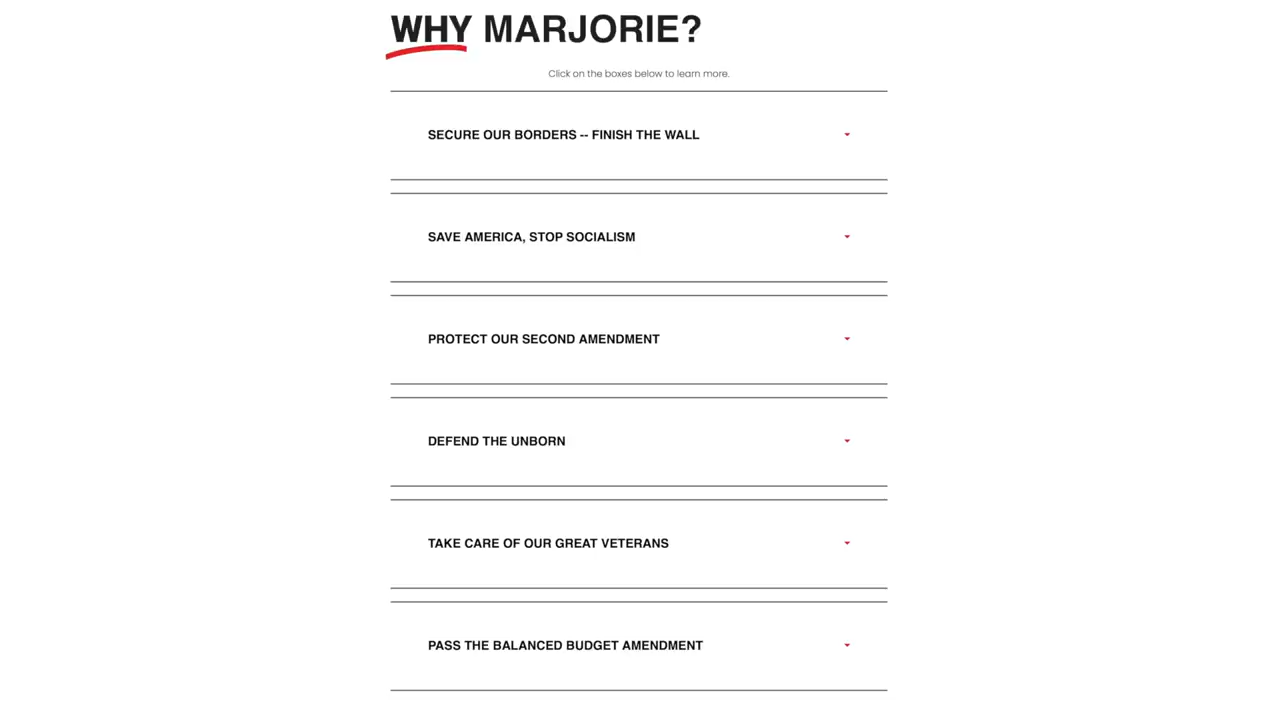 WHY MARJORIE?
Click on the boxes below to learn more.
SECURE OUR BORDERS -- FINISH THE WALL
SAVE AMERICA, STOP SOCIALISM
PROTECT OUR SECOND AMENDMENT
DEFEND THE UNBORN
TAKE CARE OF OUR GREAT VETERANS
PASS THE BALANCED BUDGET AMENDMENT